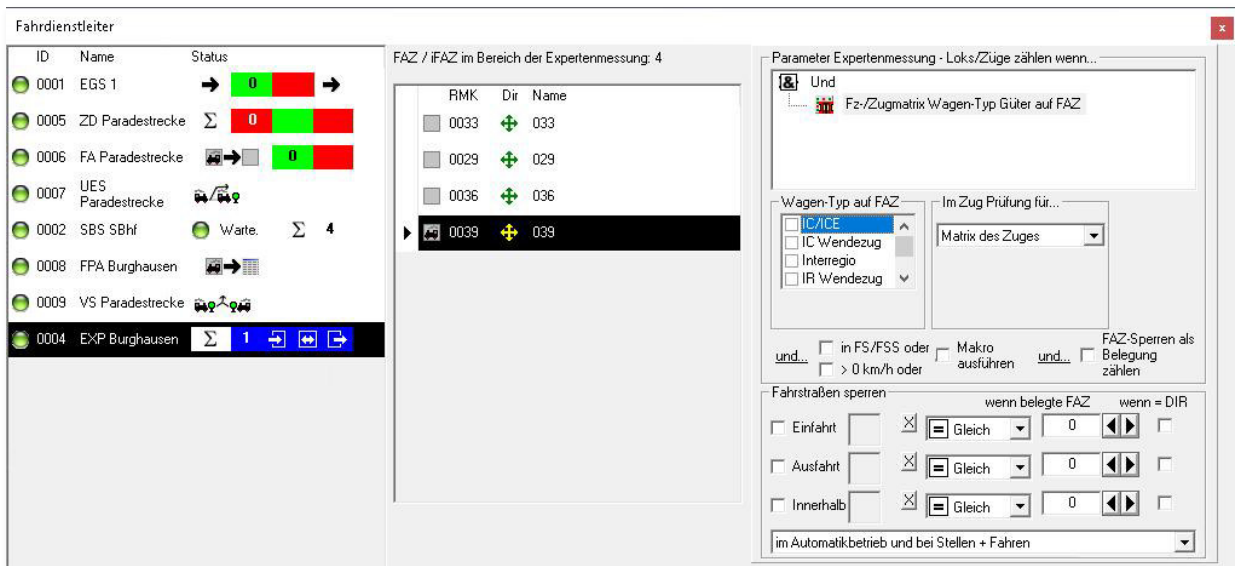 Fahrdienstleiter
x
ID Name Status
0001 EGS 1 0
0005 ZD Paradestrecke Σ 0
0006 FA Paradestrecke 0
0007 UES Paradestrecke
0002 SBS SBhf Warte. Σ 4
0008 FPA Burghausen
0009 VS Paradestrecke
0004 EXP Burghausen Σ 1
FAZ / iFAZ im Bereich der Expertenmessung: 4
RMK Dir Name
0033 033
0029 029
0036 036
0039 039
Parameter Expertenmessung - Loks/Züge zählen wenn...
& Und
Fz-/Zugmatrix Wagen-Typ Güter auf FAZ
Wagen-Typ auf FAZ
IC/ICE
IC Wendezug
Interregio
IR Wendezug
Im Zug Prüfung für...
Matrix des Zuges
und...
in FS/FSS oder
> 0 km/h oder
Makro
ausführen
und...
FAZ-Sperren als
Belegung
zählen
Fahrstraßen sperren
wenn belegte FAZ wenn = DIR
Einfahrt X = Gleich 0
Ausfahrt X = Gleich 0
Innerhalb X = Gleich 0
im Automatikbetrieb und bei Stellen + Fahren